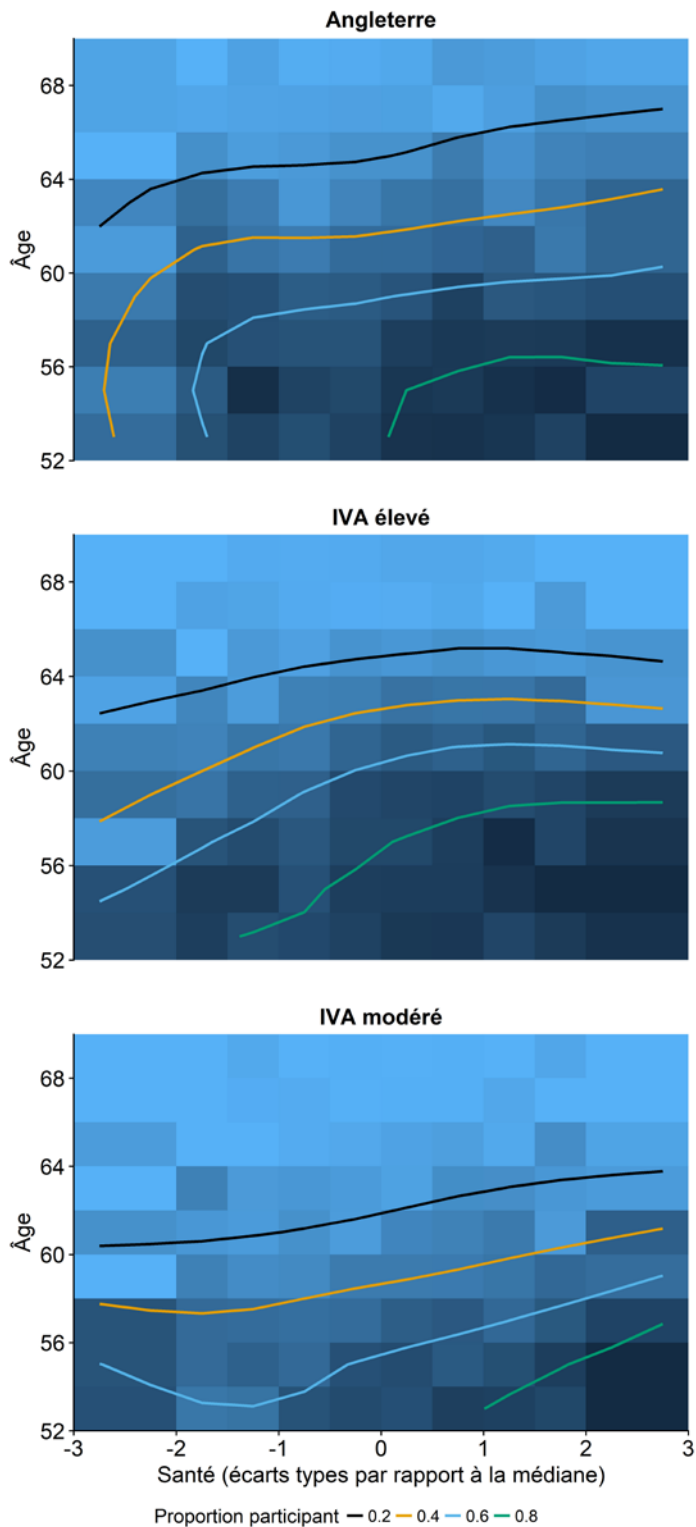 Angleterre
68
64
Âge
60
56
52
IVA élevé
68
64
Âge
60
56
52
IVA modéré
68
64
Âge
60
56
52
-3 -2 -1 0 1 2 3
Santé (écarts types par rapport à la médiane)
Proportion participant 0.2 0.4 0.6 0.8